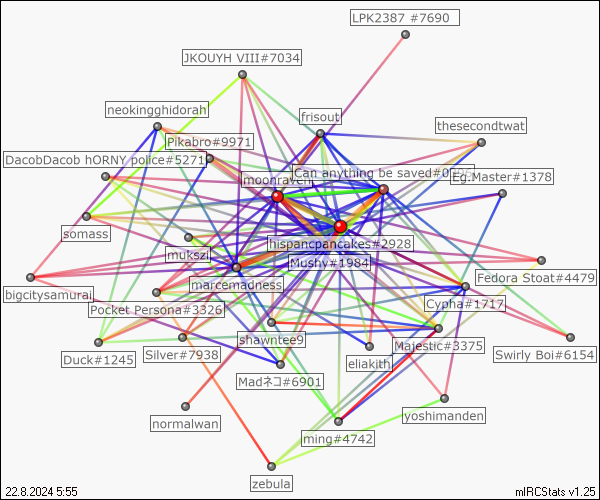 LPK2387 #7690
JKOUYH VIII#7034
neokingghidorah
frisout
thesecondtwat
Pikabro#9971
DacobDacob hORNY police#5271
moonraven
Can anything be saved#0
Eg.Master#1378
somass
hispancpancakes#2928
mukszi
Mushy#1984
Fedora Stoat#4479
marcemadness
bigcitysamurai
Pocket Persona#3326
Cypha#1717
shawntee9
Majestic#3375
Duck#1245
Silver#7938
eliakith
Swirly Boi#6154
Madネコ#6901
yoshimanden
normalwan
ming#4742
zebula
22.8.2024 5:55
mIRCStats v1.25